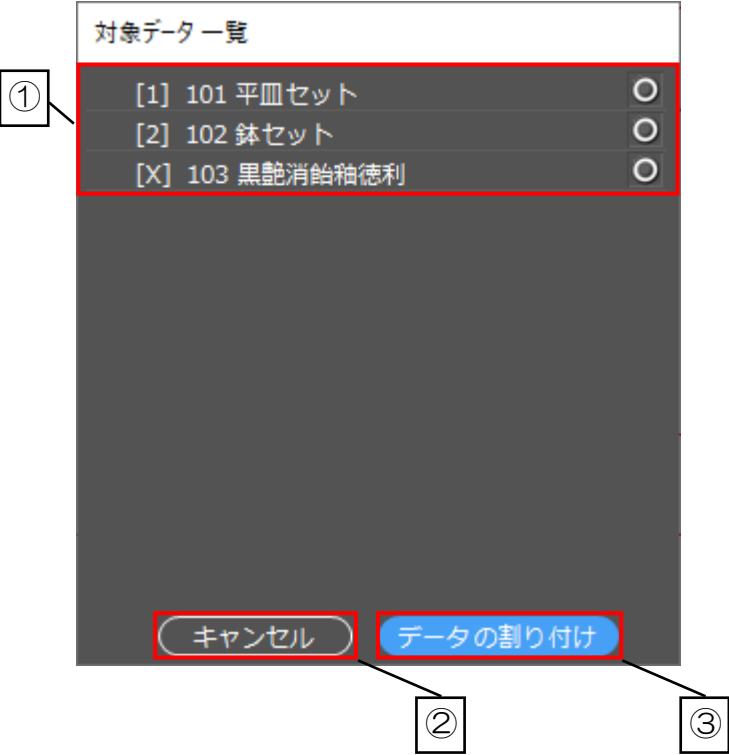 対象データ一覧
①
[1] 101 平皿セット
[2] 102 鉢セット
[X] 103 黒艶消飴釉徳利
キャンセル
データの割り付け
②
③